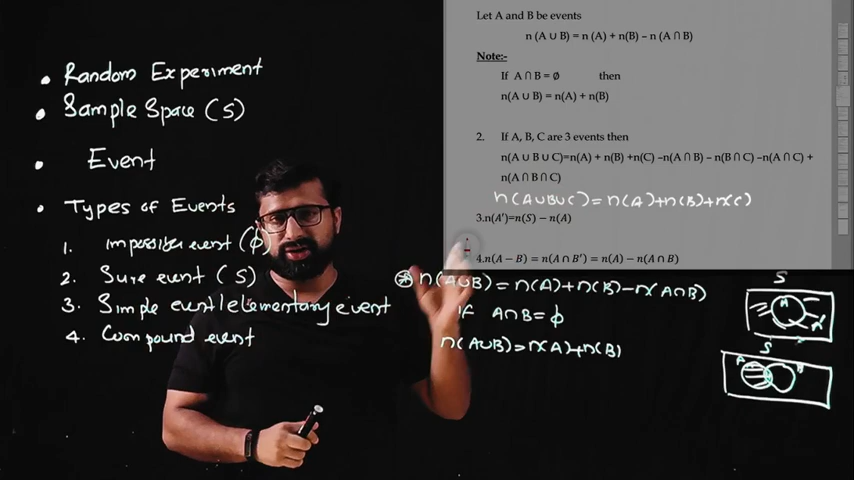 Let A and B be events
n (A ∪ B) = n (A) + n(B) – n (A ∩ B)
Note:-
If A ∩ B = ∅ then
n(A ∪ B) = n(A) + n(B)
2. If A, B, C are 3 events then
n(A ∪ B ∪ C)=n(A) + n(B) +n(C) –n(A ∩ B) – n(B ∩ C) –n(A ∩ C) +
n(A ∩ B ∩ C)
n(A∪B∪C)=n(A)+n(B)+n(C)
3.n(A′)=n(S) – n(A)
4.n(A – B) = n(A ∩ B′) = n(A) – n(A ∩ B)
• Random Experiment
• Sample Space (S)
• Event
• Types of Events
1. Impossible event (ϕ)
2. Sure event (S)
3. Simple event/elementary event
4. Compound event
n(A∪B)=n(A)+n(B)-n(A∩B)
If A∩B=ϕ
n(A∪B)=n(A)+n(B)
S
A
A'
S
A B